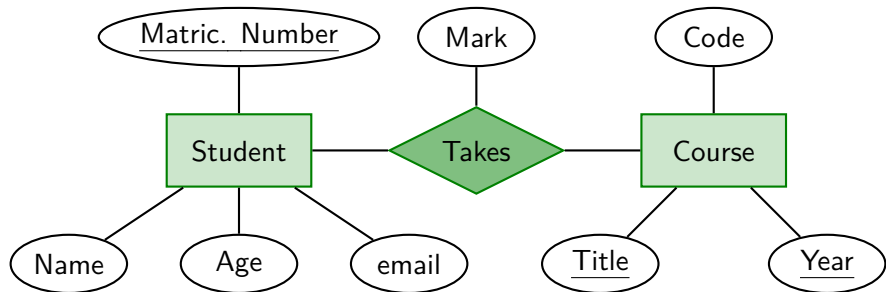 Matric. Number
Mark
Code
Student
Takes
Course
Name
Age
email
Title
Year